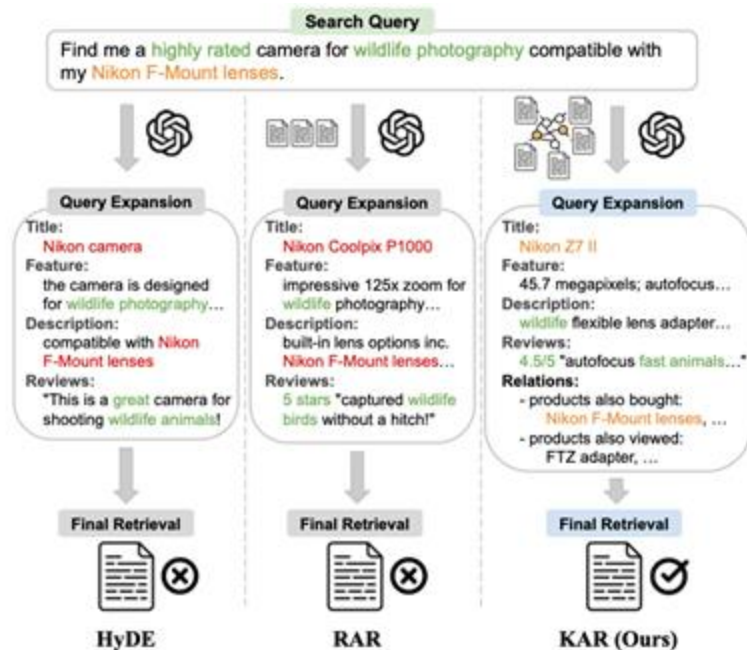 Search Query
Find me a highly rated camera for wildlife photography compatible with
my Nikon F-Mount lenses.
Query Expansion
Title:
Nikon camera
Feature:
the camera is designed
for wildlife photography...
Description:
compatible with Nikon
F-Mount lenses
Reviews:
"This is a great camera for
shooting wildlife animals!
Final Retrieval
HyDE
Query Expansion
Title:
Nikon Coolpix P1000
Feature:
impressive 125x zoom for
wildlife photography...
Description:
built-in lens options inc.
Nikon F-Mount lenses...
Reviews:
5 stars "captured wildlife
birds without a hitch!"
Final Retrieval
RAR
Query Expansion
Title:
Nikon Z7 II
Feature:
45.7 megapixels; autofocus...
Description:
wildlife flexible lens adapter...
Reviews:
4.5/5 "autofocus fast animals..."
Relations:
- products also bought:
Nikon F-Mount lenses, ...
- products also viewed:
FTZ adapter, ...
Final Retrieval
KAR (Ours)